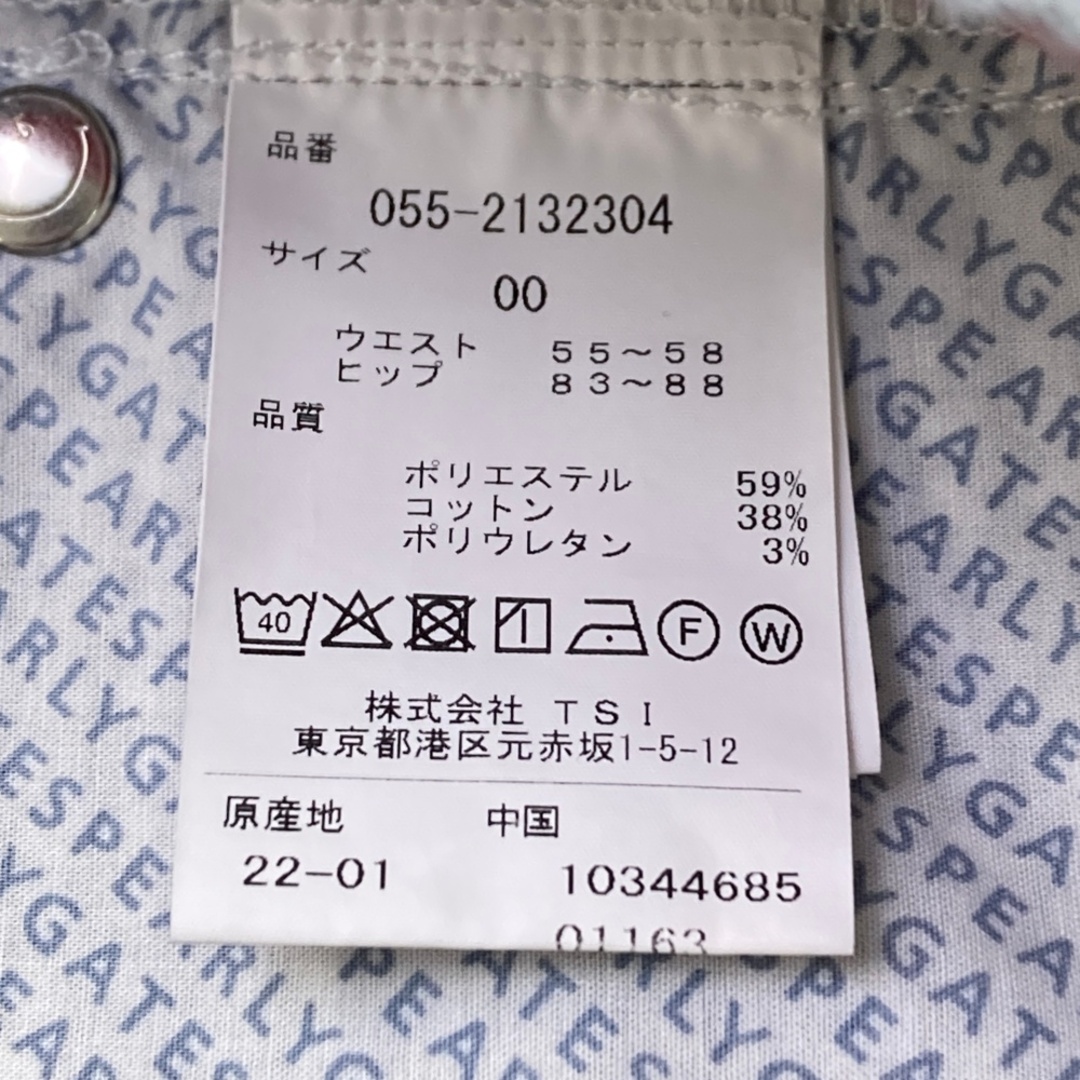 品番
055-2132304
サイズ
00
ウエスト 55～58
ヒップ 83～88
品質
ポリエステル 59%
コットン 38%
ポリウレタン 3%
40 F W
株式会社 TSI
東京都港区元赤坂1-5-12
原産地 中国
22-01 10344685
01163
PEARLYGATES